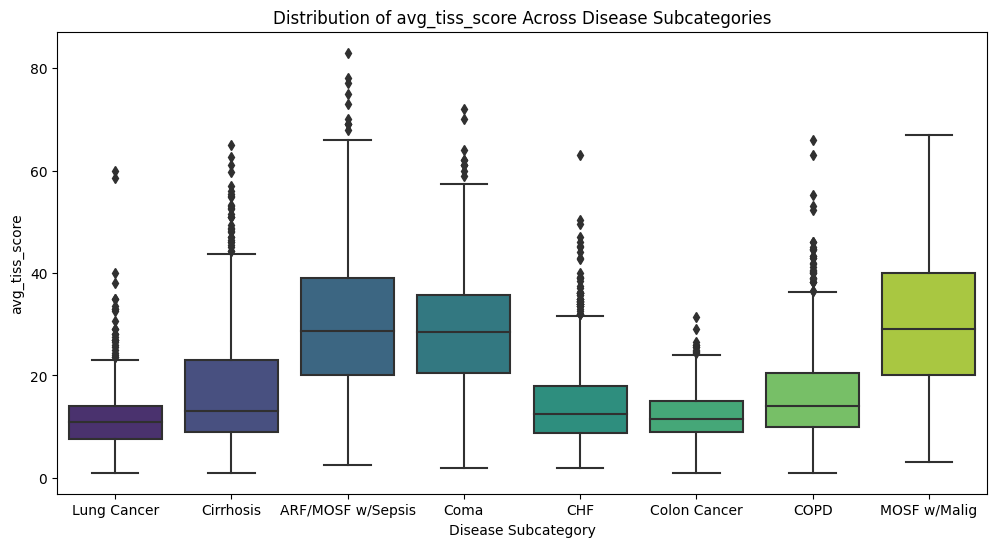 Distribution of avg_tiss_score Across Disease Subcategories
avg_tiss_score
80
60
40
20
0
Lung Cancer
Cirrhosis
ARF/MOSF w/Sepsis
Coma
CHF
Colon Cancer
COPD
MOSF w/Malig
Disease Subcategory